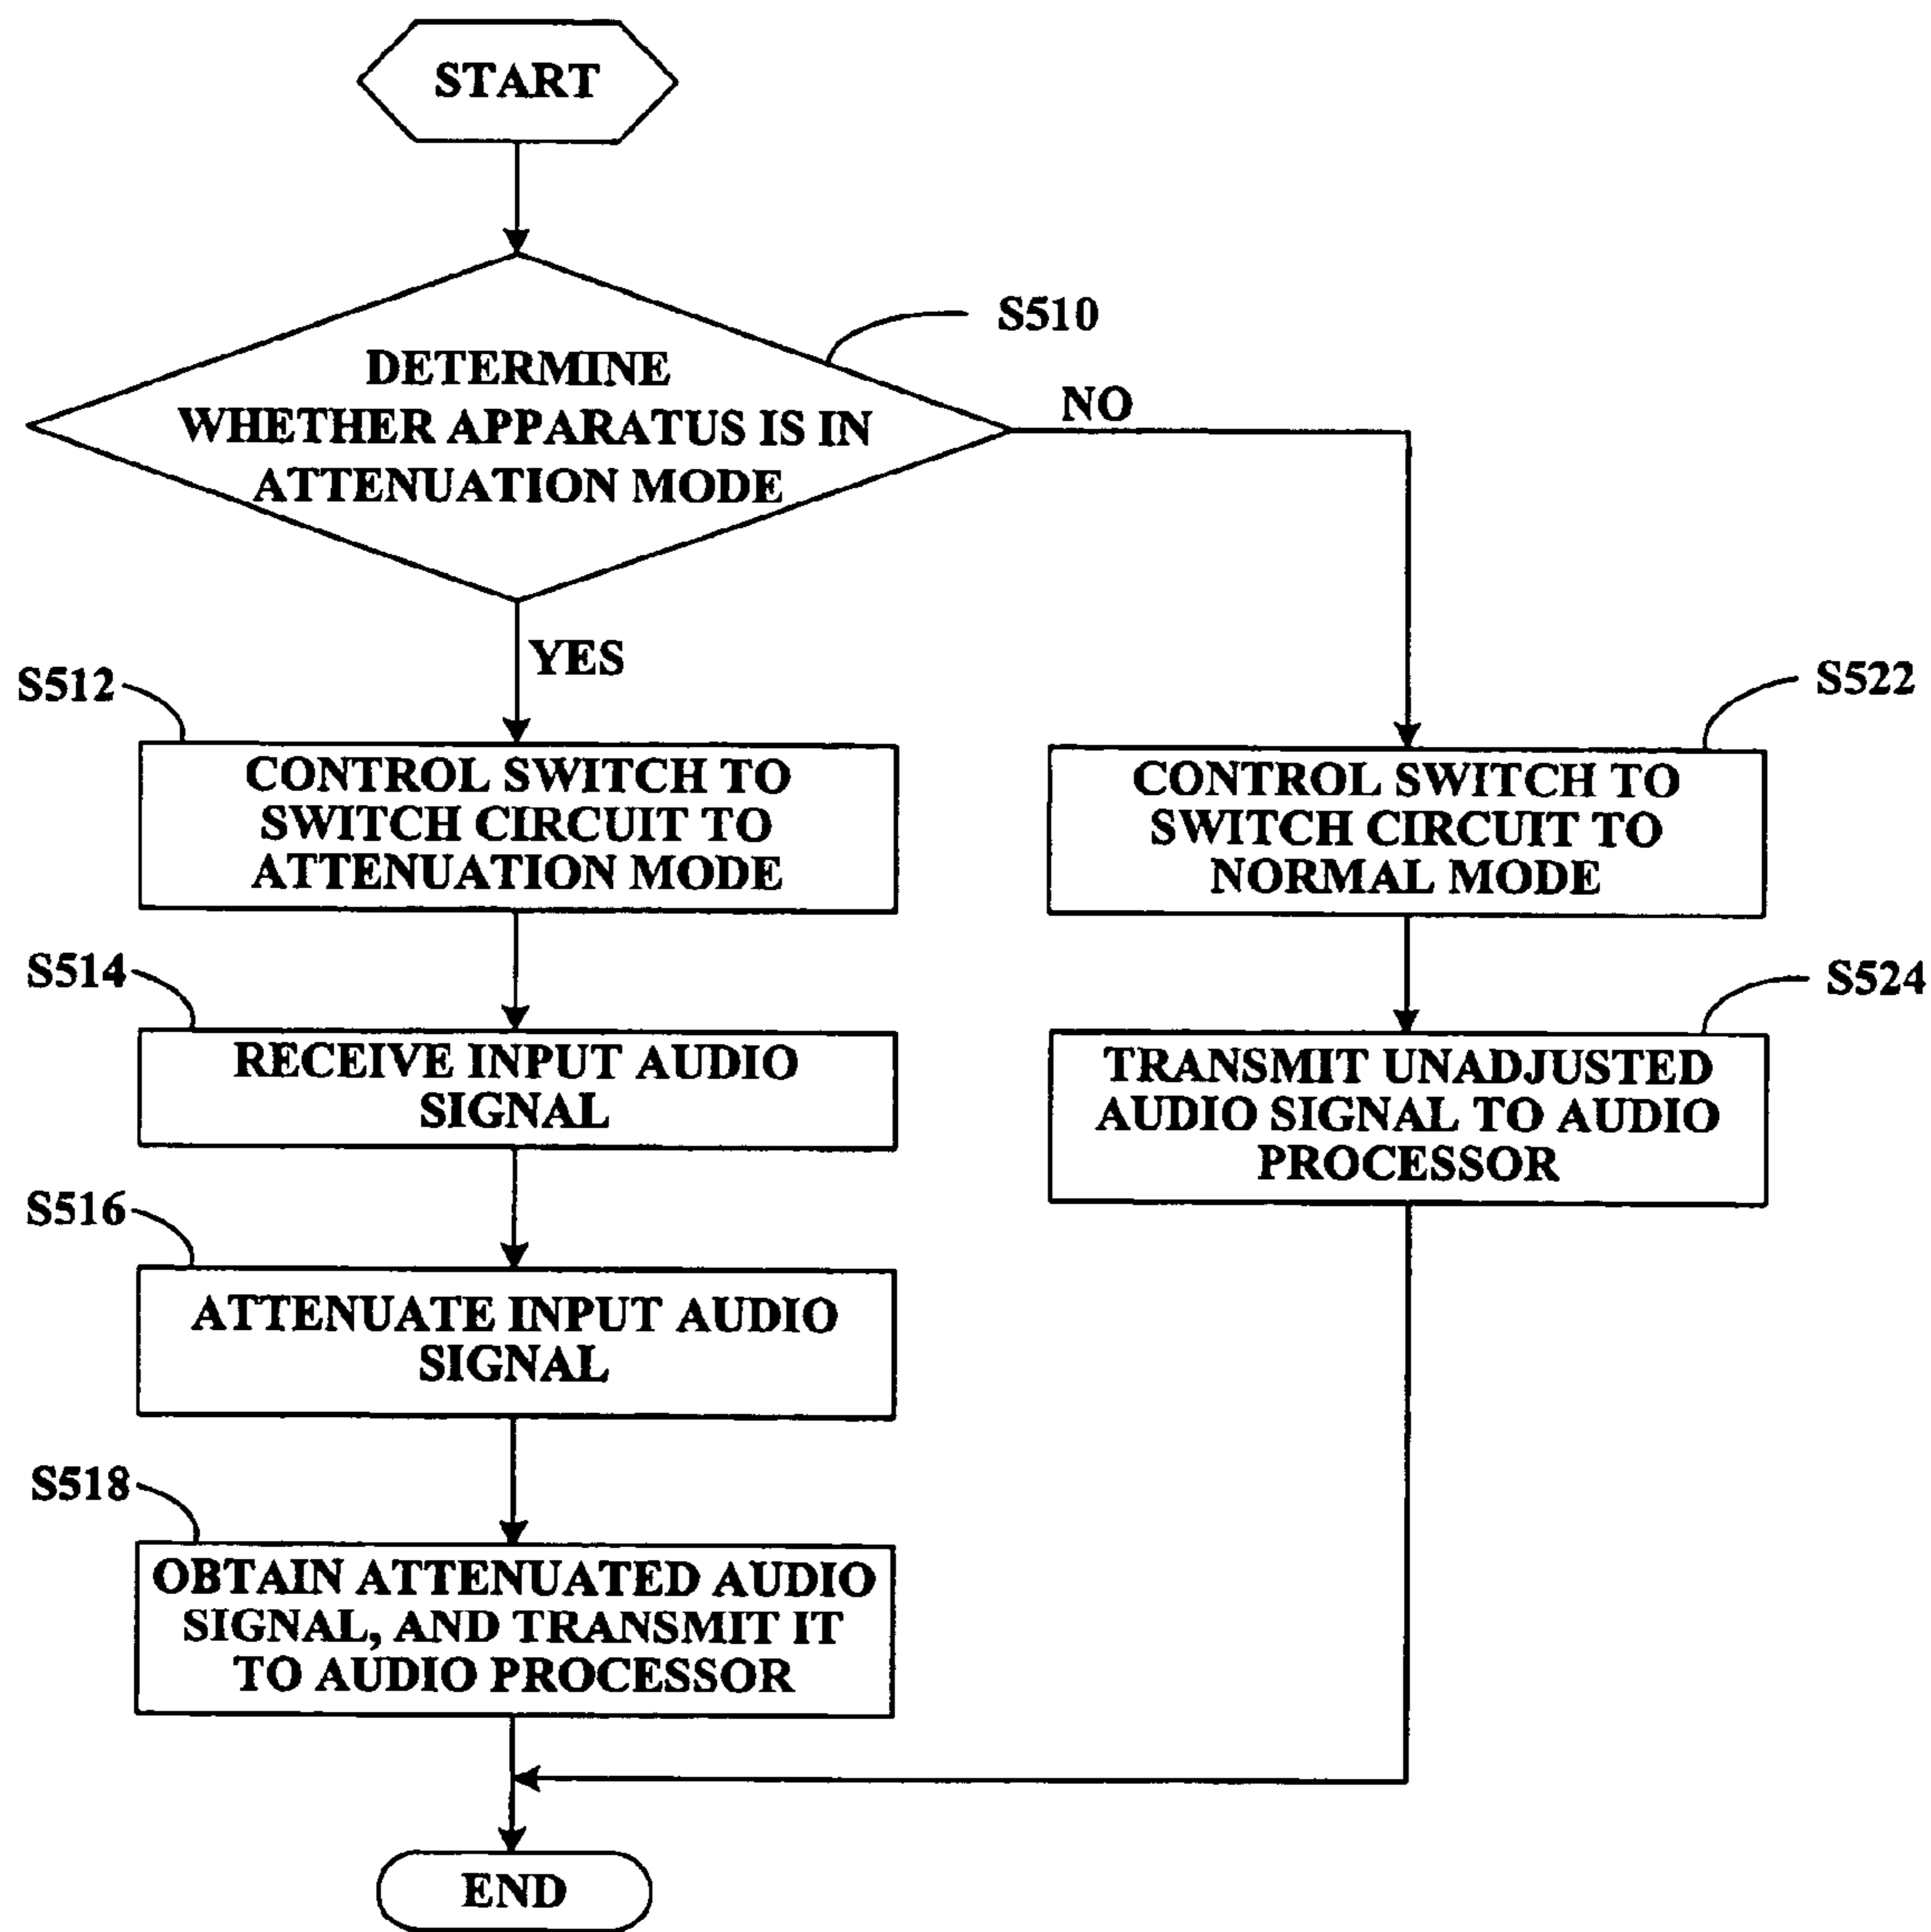 START
S510
DETERMINE
WHETHER APPARATUS IS IN
ATTENUATION MODE
NO
YES
S512
CONTROL SWITCH TO
SWITCH CIRCUIT TO
ATTENUATION MODE
S522
CONTROL SWITCH TO
SWITCH CIRCUIT TO
NORMAL MODE
S514
RECEIVE INPUT AUDIO
SIGNAL
S524
TRANSMIT UNADJUSTED
AUDIO SIGNAL TO AUDIO
PROCESSOR
S516
ATTENUATE INPUT AUDIO
SIGNAL
S518
OBTAIN ATTENUATED AUDIO
SIGNAL, AND TRANSMIT IT
TO AUDIO PROCESSOR
END